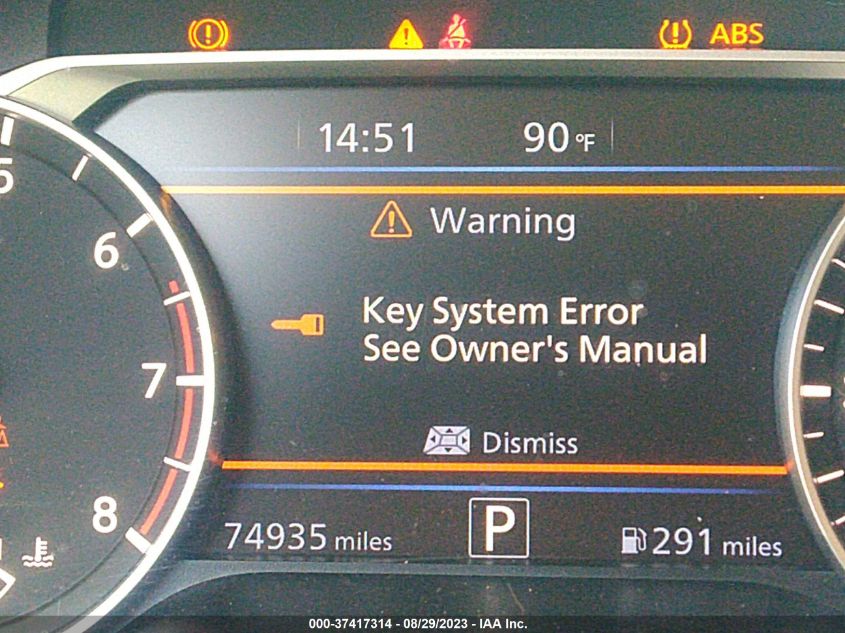 ABS
14:51 90°F
5
Warning
6
Key System Error
See Owner's Manual
7
Dismiss
8
74935 miles P 291 miles
000-37417314 - 08/29/2023 - IAA Inc.